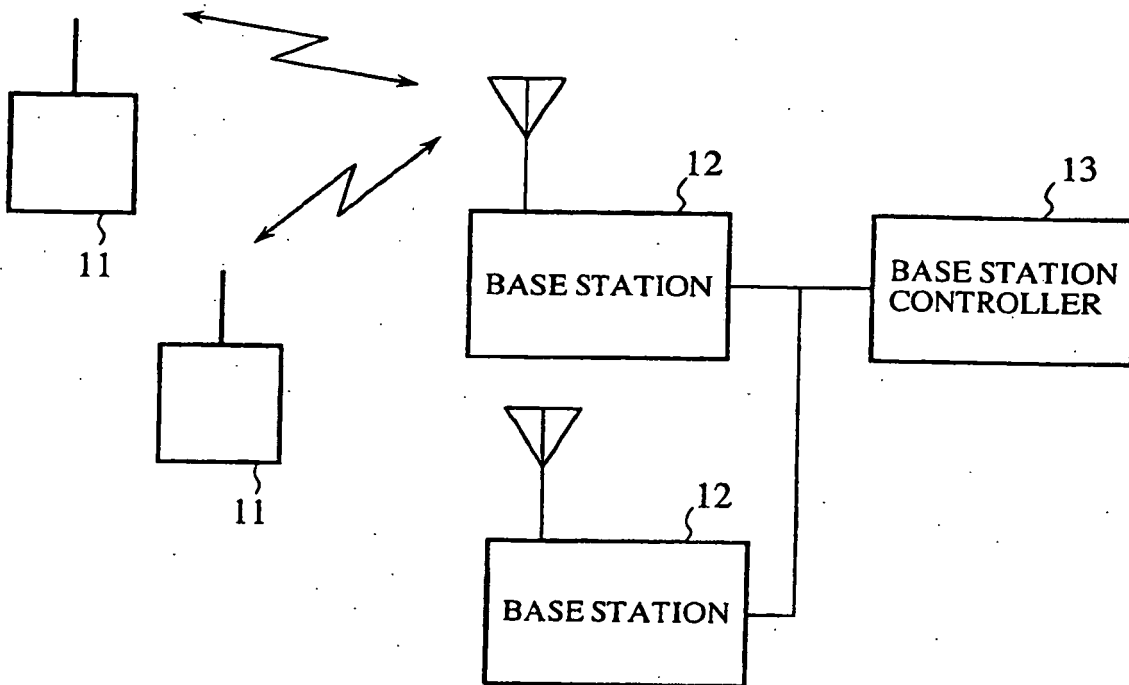 12
13
11
BASE STATION
BASE STATION
CONTROLLER
11
12
BASE STATION